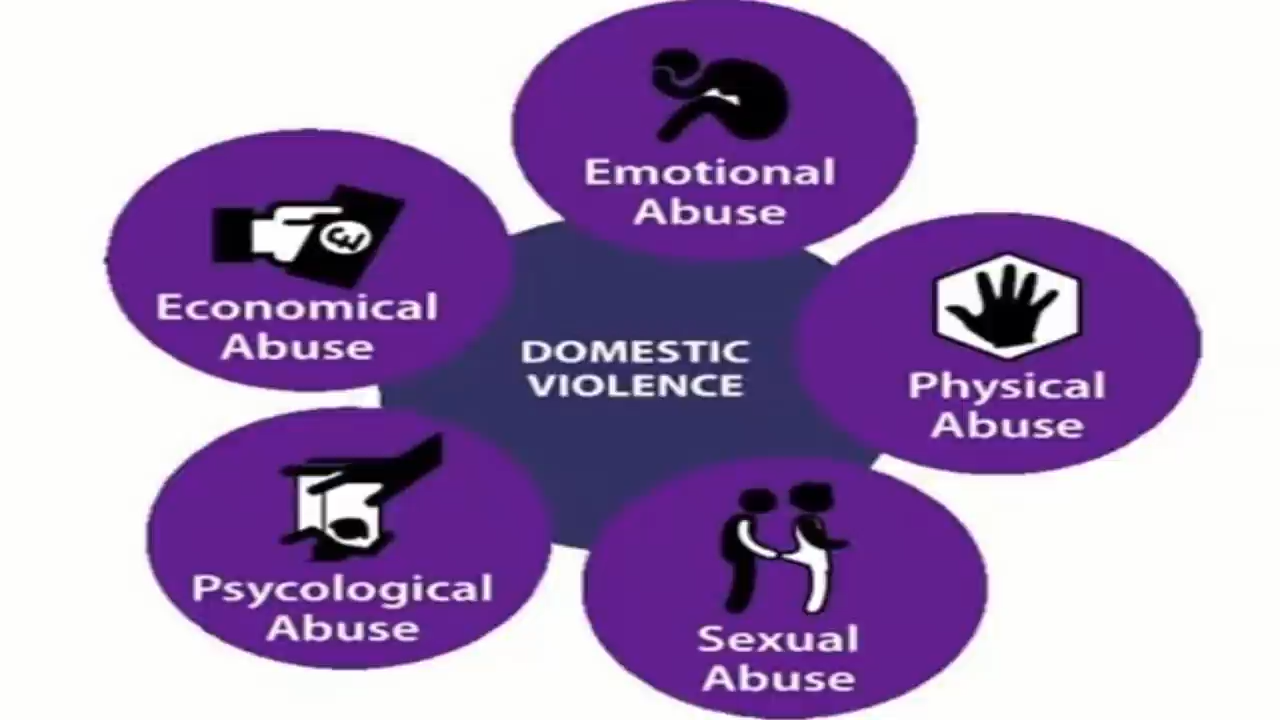 Emotional
Abuse
Economical
Abuse
DOMESTIC
VIOLENCE
Physical
Abuse
Psycological
Abuse
Sexual
Abuse